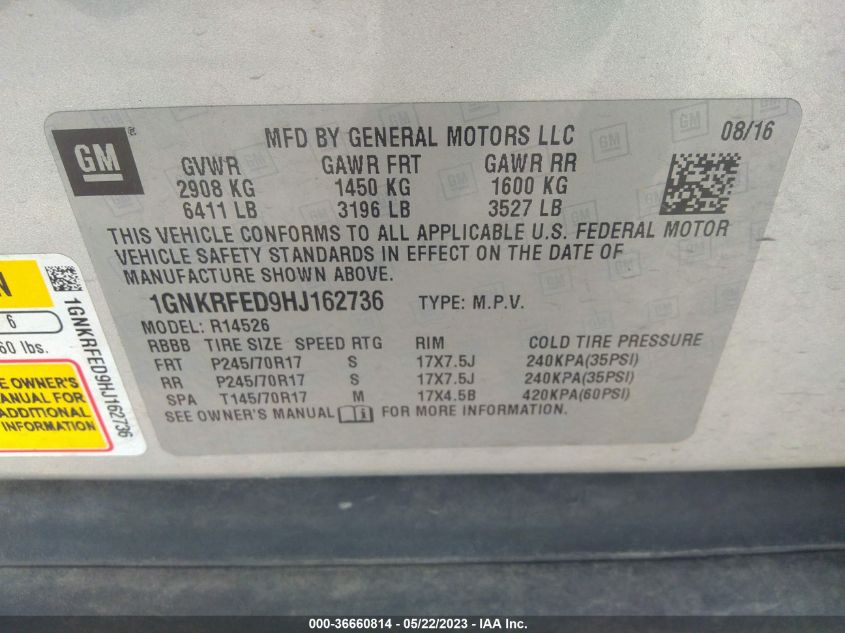 GM
®
MFD BY GENERAL MOTORS LLC
08/16
GVWR GAWR FRT GAWR RR
2908 KG 1450 KG 1600 KG
6411 LB 3196 LB 3527 LB
THIS VEHICLE CONFORMS TO ALL APPLICABLE U.S. FEDERAL MOTOR
VEHICLE SAFETY STANDARDS IN EFFECT ON THE DATE OF
MANUFACTURE SHOWN ABOVE.
1GNKRFED9HJ162736 TYPE: M.P.V.
MODEL: R14526
RBBB TIRE SIZE SPEED RTG RIM COLD TIRE PRESSURE
FRT P245/70R17 S 17X7.5J 240KPA(35PSI)
RR P245/70R17 S 17X7.5J 240KPA(35PSI)
SPA T145/70R17 M 17X4.5B 420KPA(60PSI)
SEE OWNER'S MANUAL i FOR MORE INFORMATION.
N
6
60 lbs.
E OWNER'S
MANUAL FOR
ADDITIONAL
INFORMATION
1GNKRFED9HJ162736
000-36660814 - 05/22/2023 - IAA Inc.